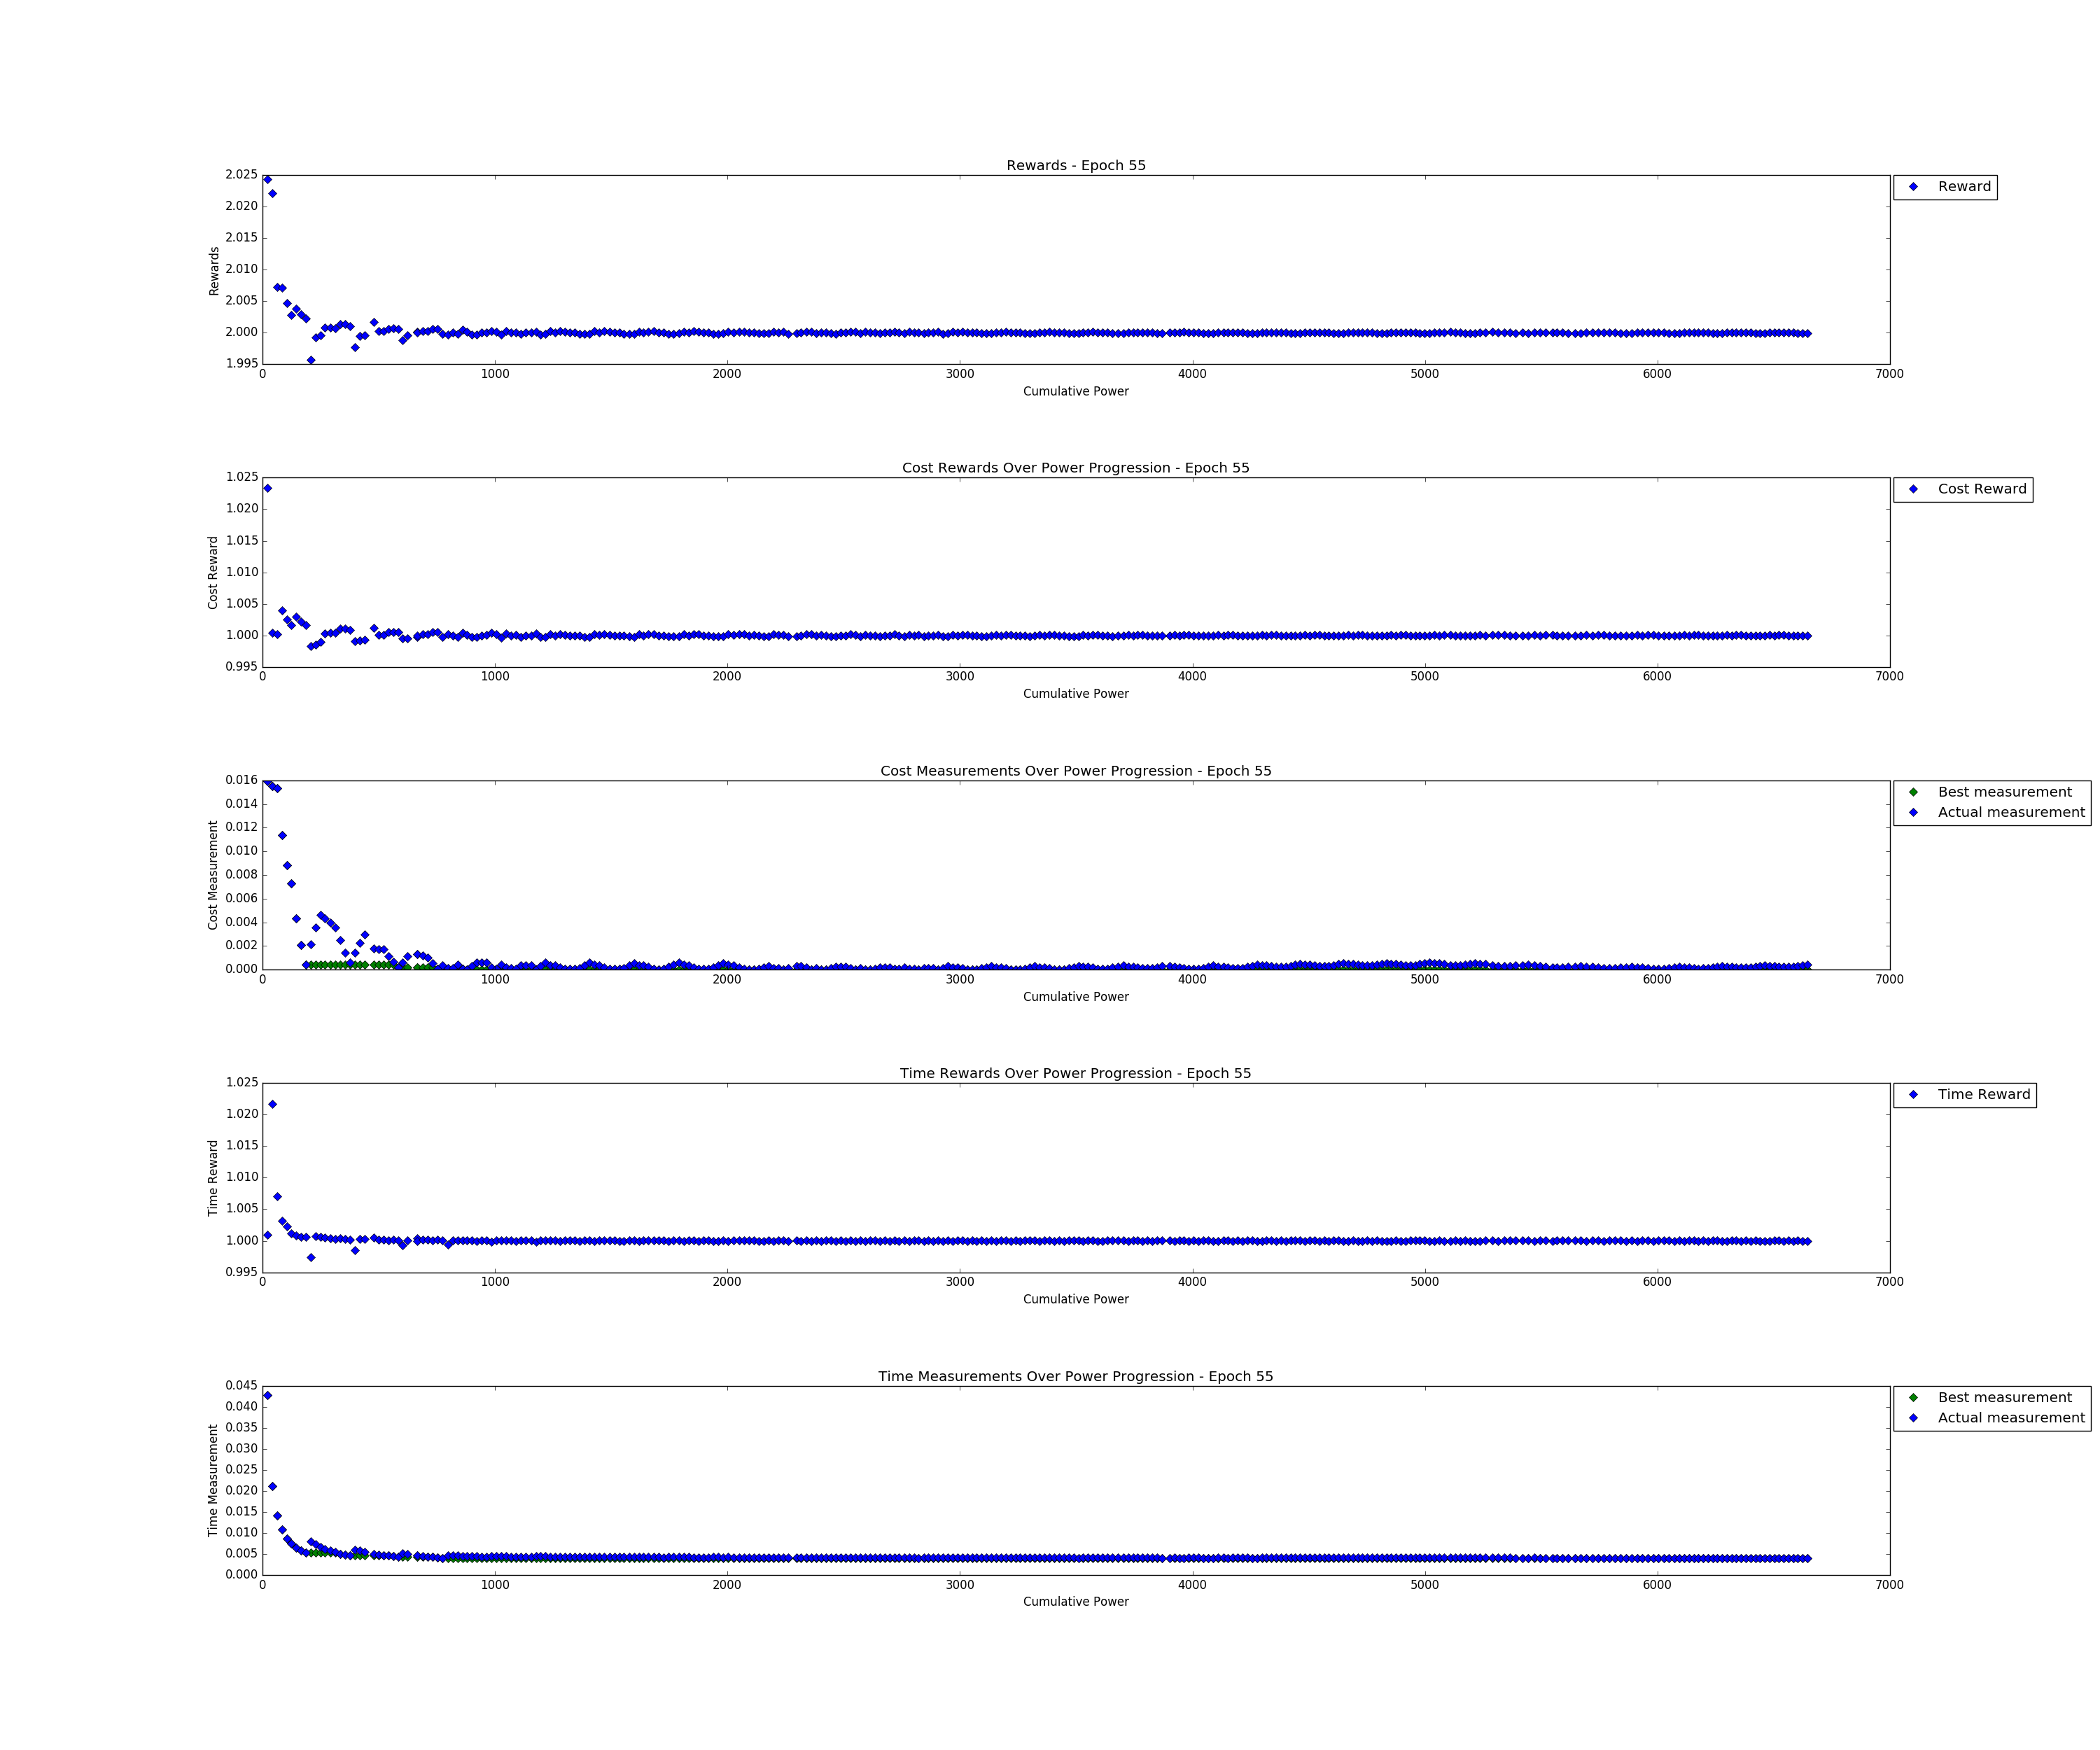 Rewards - Epoch 55
2.025
2.020
2.015
2.010
2.005
2.000
1.995
Rewards
0 1000 2000 3000 4000 5000 6000 7000
Cumulative Power
Reward
Cost Rewards Over Power Progression - Epoch 55
1.025
1.020
1.015
1.010
1.005
1.000
0.995
Cost Reward
0 1000 2000 3000 4000 5000 6000 7000
Cumulative Power
Cost Reward
Cost Measurements Over Power Progression - Epoch 55
0.016
0.014
0.012
0.010
0.008
0.006
0.004
0.002
0.000
Cost Measurement
0 1000 2000 3000 4000 5000 6000 7000
Cumulative Power
Best measurement
Actual measurement
Time Rewards Over Power Progression - Epoch 55
1.025
1.020
1.015
1.010
1.005
1.000
0.995
Time Reward
0 1000 2000 3000 4000 5000 6000 7000
Cumulative Power
Time Reward
Time Measurements Over Power Progression - Epoch 55
0.045
0.040
0.035
0.030
0.025
0.020
0.015
0.010
0.005
0.000
Time Measurement
0 1000 2000 3000 4000 5000 6000 7000
Cumulative Power
Best measurement
Actual measurement